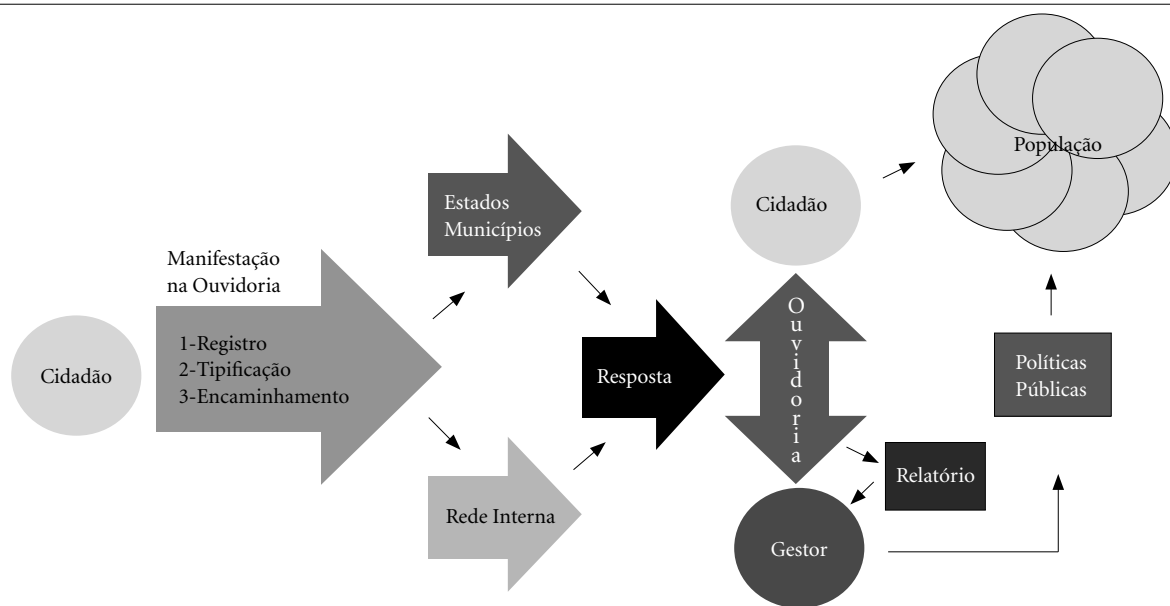 Cidadão
Manifestação
na Ouvidoria
1-Registro
2-Tipificação
3-Encaminhamento
Estados
Municípios
Rede Interna
Resposta
Cidadão
Ouvidoria
Gestor
Relatório
Políticas
Públicas
População